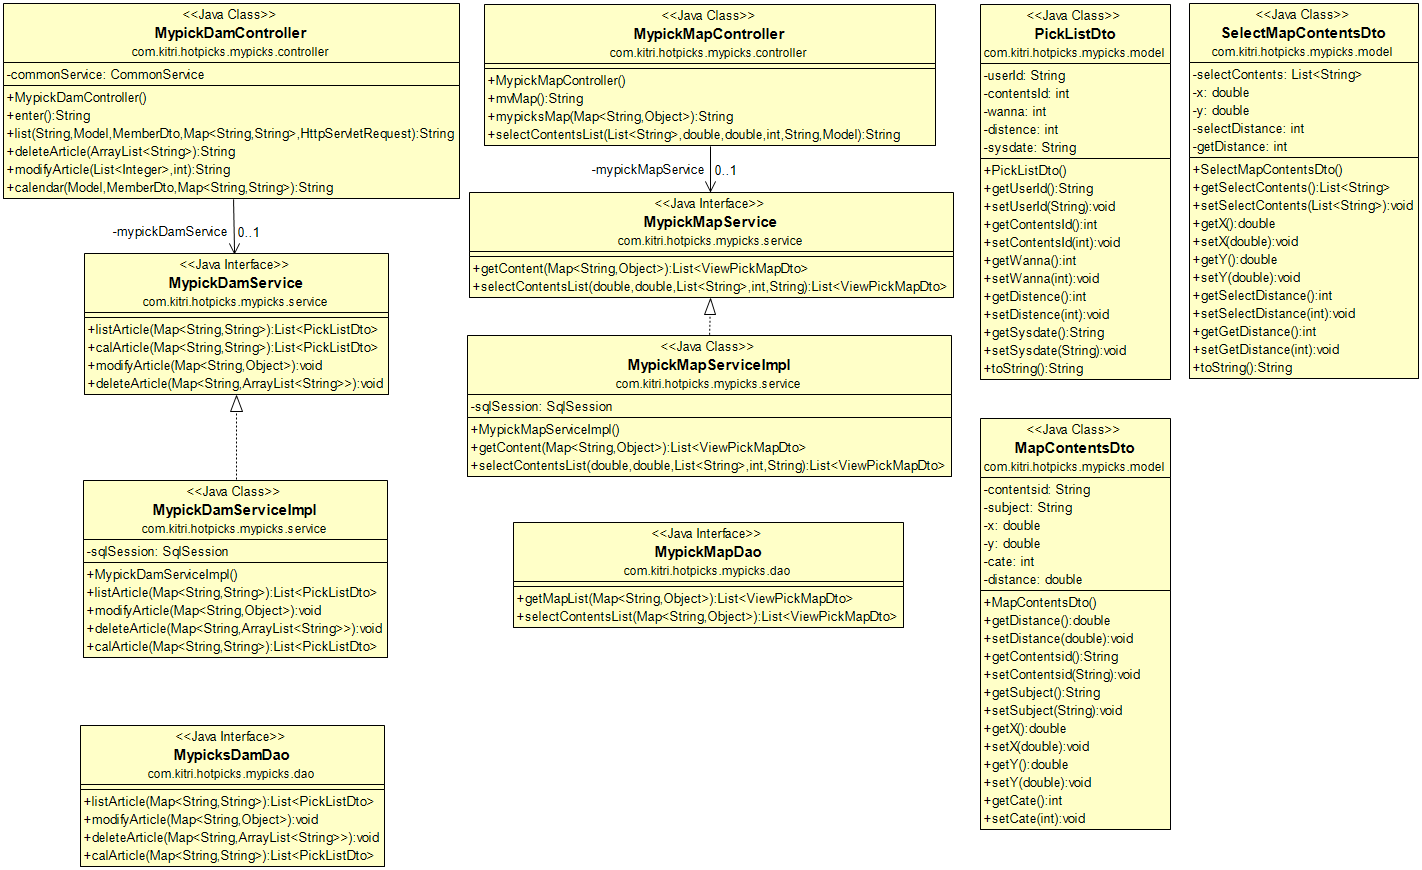 <<Java Class>>
MypickDamController
com.kitri.hotpicks.mypicks.controller
-commonService: CommonService
+MypickDamController()
+enter():String
+list(String,Model,MemberDto,Map<String,String>,HttpServletRequest):String
+deleteArticle(ArrayList<String>):String
+modifyArticle(List<Integer>,int):String
+calendar(Model,MemberDto,Map<String,String>):String
-mypickDamService 0..1
<<Java Interface>>
MypickDamService
com.kitri.hotpicks.mypicks.service
+listArticle(Map<String,String>):List<PickListDto>
+calArticle(Map<String,String>):List<PickListDto>
+modifyArticle(Map<String,Object>):void
+deleteArticle(Map<String,ArrayList<String>>):void
<<Java Class>>
MypickDamServiceImpl
com.kitri.hotpicks.mypicks.service
-sqlSession: SqlSession
+MypickDamServiceImpl()
+listArticle(Map<String,String>):List<PickListDto>
+modifyArticle(Map<String,Object>):void
+deleteArticle(Map<String,ArrayList<String>>):void
+calArticle(Map<String,String>):List<PickListDto>
<<Java Interface>>
MypicksDamDao
com.kitri.hotpicks.mypicks.dao
+listArticle(Map<String,String>):List<PickListDto>
+modifyArticle(Map<String,Object>):void
+deleteArticle(Map<String,ArrayList<String>>):void
+calArticle(Map<String,String>):List<PickListDto>
<<Java Class>>
MypickMapController
com.kitri.hotpicks.mypicks.controller
+MypickMapController()
+mvMap():String
+mypicksMap(Map<String,Object>):String
+selectContentsList(List<String>,double,double,int,String,Model):String
-mypickMapService 0..1
<<Java Interface>>
MypickMapService
com.kitri.hotpicks.mypicks.service
+getContent(Map<String,Object>):List<ViewPickMapDto>
+selectContentsList(double,double,List<String>,int,String):List<ViewPickMapDto>
<<Java Class>>
MypickMapServiceImpl
com.kitri.hotpicks.mypicks.service
-sqlSession: SqlSession
+MypickMapServiceImpl()
+getContent(Map<String,Object>):List<ViewPickMapDto>
+selectContentsList(double,double,List<String>,int,String):List<ViewPickMapDto>
<<Java Interface>>
MypickMapDao
com.kitri.hotpicks.mypicks.dao
+getMapList(Map<String,Object>):List<ViewPickMapDto>
+selectContentsList(Map<String,Object>):List<ViewPickMapDto>
<<Java Class>>
PickListDto
com.kitri.hotpicks.mypicks.model
-userId: String
-contentsId: int
-wanna: int
-distence: int
-sysdate: String
+PickListDto()
+getUserId():String
+setUserId(String):void
+getContentsId():int
+setContentsId(int):void
+getWanna():int
+setWanna(int):void
+getDistence():int
+setDistence(int):void
+getSysdate():String
+setSysdate(String):void
+toString():String
<<Java Class>>
MapContentsDto
com.kitri.hotpicks.mypicks.model
-contentsid: String
-subject: String
-x: double
-y: double
-cate: int
-distance: double
+MapContentsDto()
+getDistance():double
+setDistance(double):void
+getContentsid():String
+setContentsid(String):void
+getSubject():String
+setSubject(String):void
+getX():double
+setX(double):void
+getY():double
+setY(double):void
+getCate():int
+setCate(int):void
<<Java Class>>
SelectMapContentsDto
com.kitri.hotpicks.mypicks.model
-selectContents: List<String>
-x: double
-y: double
-selectDistance: int
-getDistance: int
+SelectMapContentsDto()
+getSelectContents():List<String>
+setSelectContents(List<String>):void
+getX():double
+setX(double):void
+getY():double
+setY(double):void
+getSelectDistance():int
+setSelectDistance(int):void
+getGetDistance():int
+setGetDistance(int):void
+toString():String